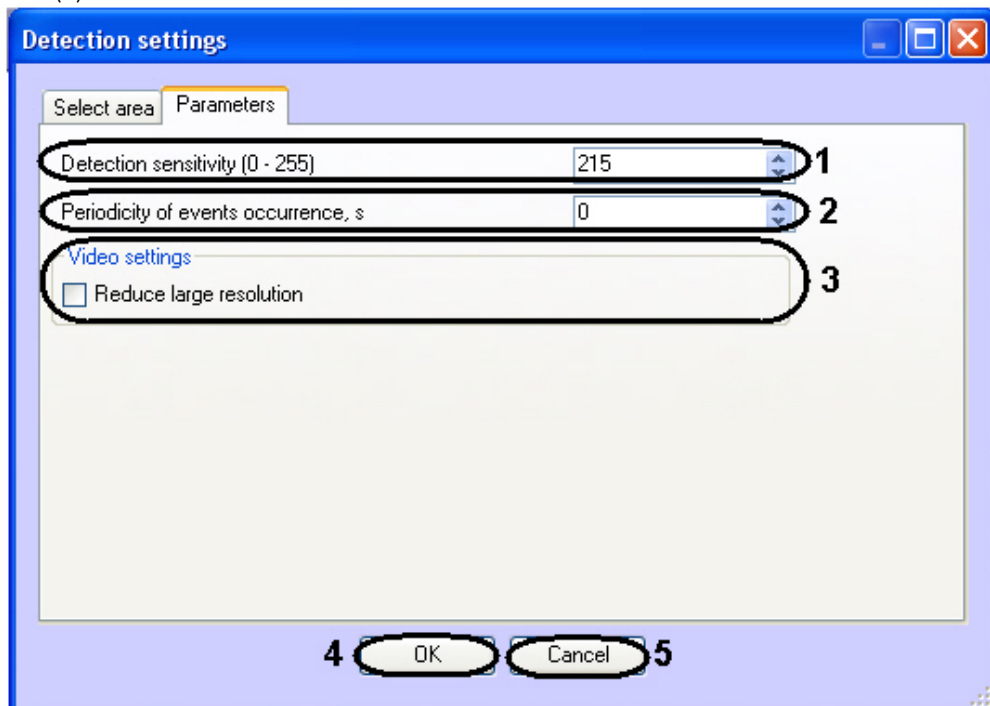 Detection settings
Select area Parameters
Detection sensitivity (0 - 255) 215 1
Periodicity of events occurrence, s 0 2
Video settings
Reduce large resolution 3
4 OK Cancel 5